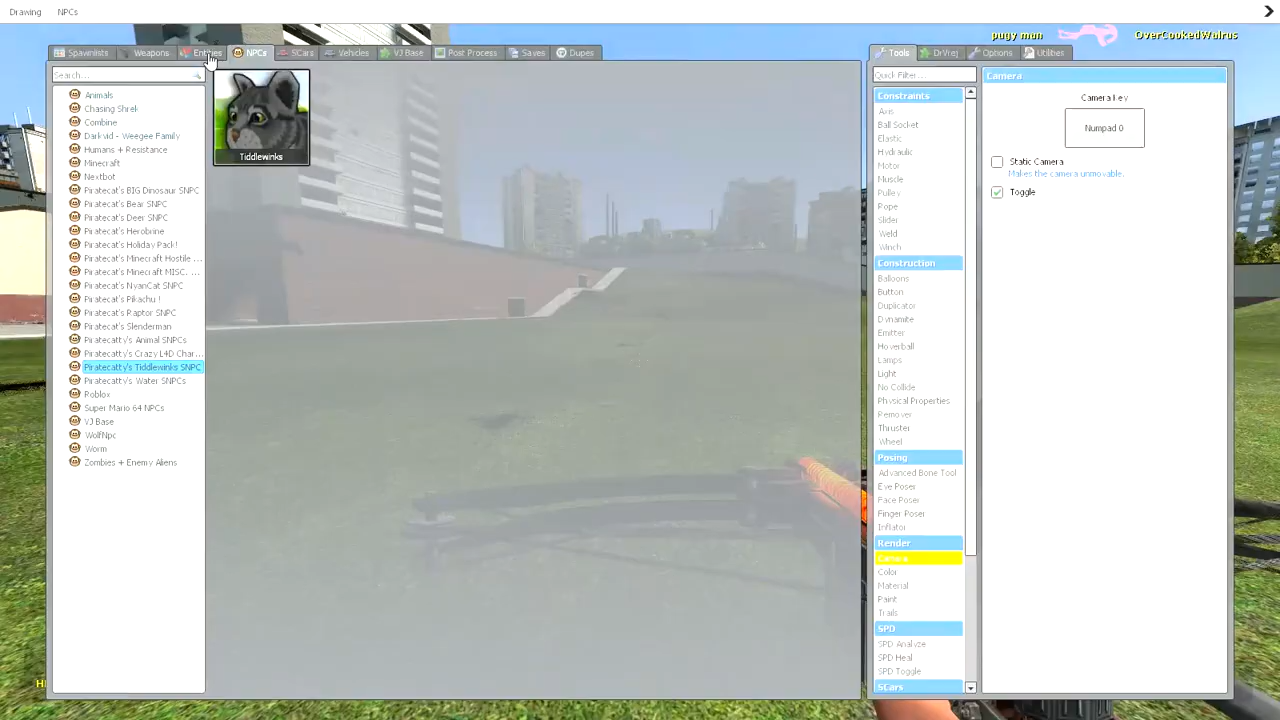 Drawing NPCs
pugy man OverCookedWalrus
Spawnlists Weapons Entities NPCs SCars Vehicles VJ Base Post Process Saves Dupes
Search...
Animals
Chasing Shrek
Combine
Darkvid - Weegee Family
Humans + Resistance
Minecraft
Nextbot
Piratecat's BIG Dinosaur SNPC
Piratecat's Bear SNPC
Piratecat's Deer SNPC
Piratecat's Herobrine
Piratecat's Holiday Pack!
Piratecat's Minecraft Hostile ...
Piratecat's Minecraft MISC. ...
Piratecat's NyanCat SNPC
Piratecat's Pikachu !
Piratecat's Raptor SNPC
Piratecat's Slenderman
Piratecatty's Animal SNPCs
Piratecatty's Crazy L4D Char...
Piratecatty's Tiddlewinks SNPC
Piratecatty's Water SNPCs
Roblox
Super Mario 64 NPCs
VJ Base
WolfNpc
Worm
Zombies + Enemy Aliens
Tiddlewinks
Tools DrVrej Options Utilities
Quick Filter...
Constraints
Axis
Ball Socket
Elastic
Hydraulic
Motor
Muscle
Pulley
Rope
Slider
Weld
Winch
Construction
Balloons
Button
Duplicator
Dynamite
Emitter
Hoverball
Lamps
Light
No Collide
Physical Properties
Remover
Thruster
Wheel
Posing
Advanced Bone Tool
Eye Poser
Face Poser
Finger Poser
Inflator
Render
Camera
Color
Material
Paint
Trails
SPD
SPD Analyze
SPD Heal
SPD Toggle
SCars
Camera
Camera Key
Numpad 0
Static Camera
Makes the camera unmovable.
Toggle